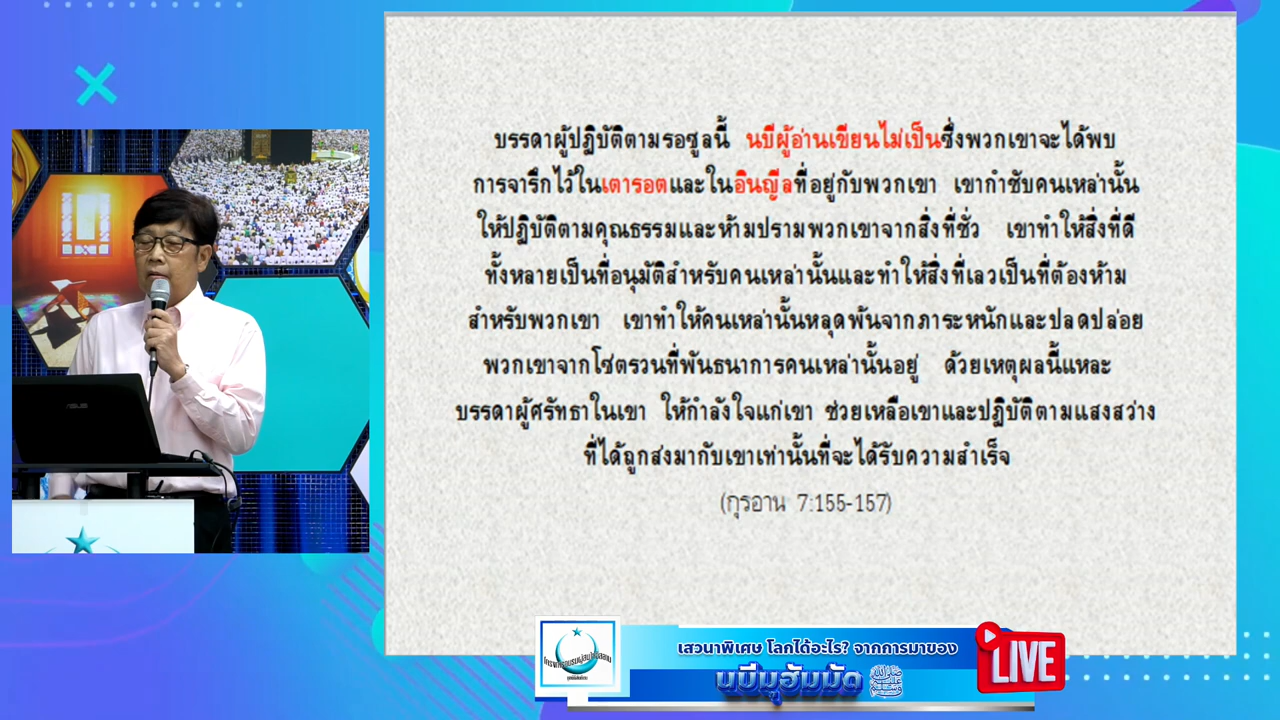 บรรดาผู้ปฏิบัติตามรอซูลนี้ นบีผู้อ่านเขียนไม่เป็นซึ่งพวกเขาจะได้พบ
การจารึกไว้ในเตารอตและในอินญีลที่อยู่กับพวกเขา เขากำชับคนเหล่านั้น
ให้ปฏิบัติตามคุณธรรมและห้ามปรามพวกเขาจากสิ่งที่ชั่ว เขาทำให้สิ่งที่ดี
ทั้งหลายเป็นที่อนุมัติสำหรับคนเหล่านั้นและทำให้สิ่งที่เลวเป็นที่ต้องห้าม
สำหรับพวกเขา เขาทำให้คนเหล่านั้นหลุดพ้นจากภาระหนักและปลดปล่อย
พวกเขาจากโซ่ตรวนที่พันธนาการคนเหล่านั้นอยู่ ด้วยเหตุผลนี้แหละ
บรรดาผู้ศรัทธาในเขา ให้กำลังใจแก่เขา ช่วยเหลือเขาและปฏิบัติตามแสงสว่าง
ที่ได้ถูกส่งมากับเขาเท่านั้นที่จะได้รับความสำเร็จ
(กุรอาน 7:155-157)
เสวนาพิเศษ โลกได้อะไร? จากการมาของ
นบีมุฮัมมัด
LIVE